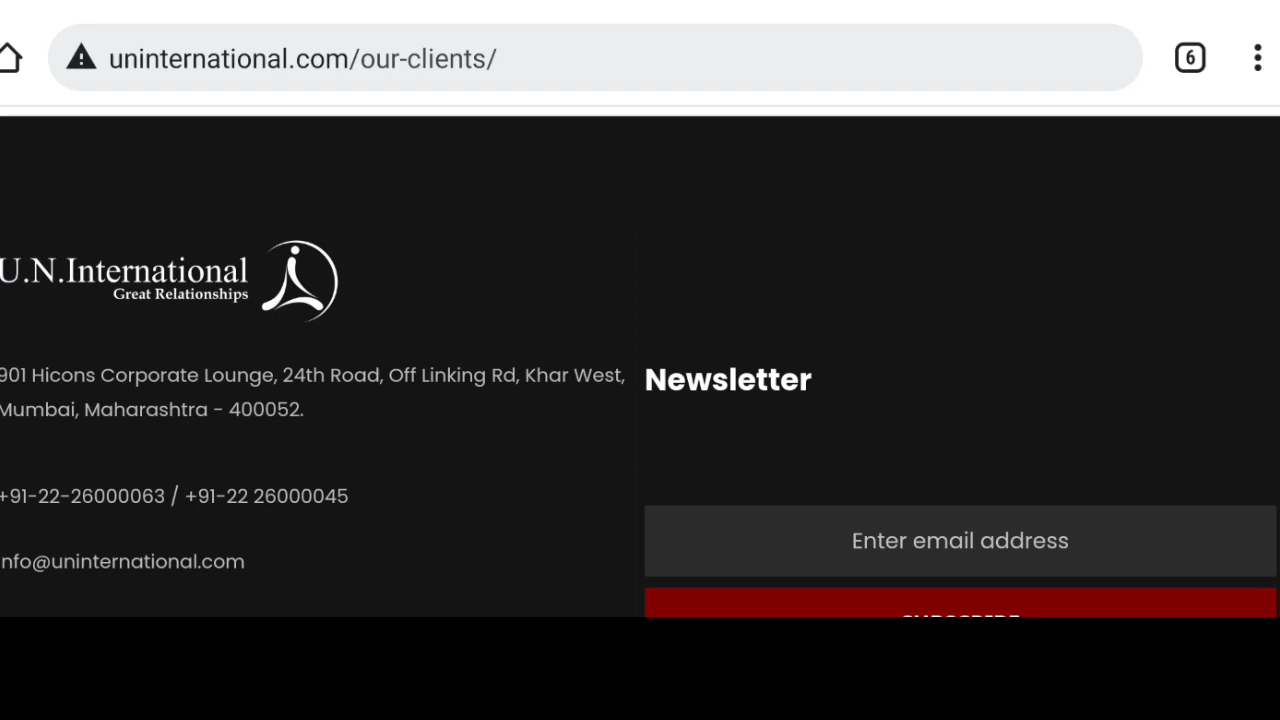 uninternational.com/our-clients/
6
U.N.International
Great Relationships
901 Hicons Corporate Lounge, 24th Road, Off Linking Rd, Khar West,
Mumbai, Maharashtra - 400052.
+91-22-26000063 / +91-22 26000045
info@uninternational.com
Newsletter
Enter email address
SUBSCRIBE